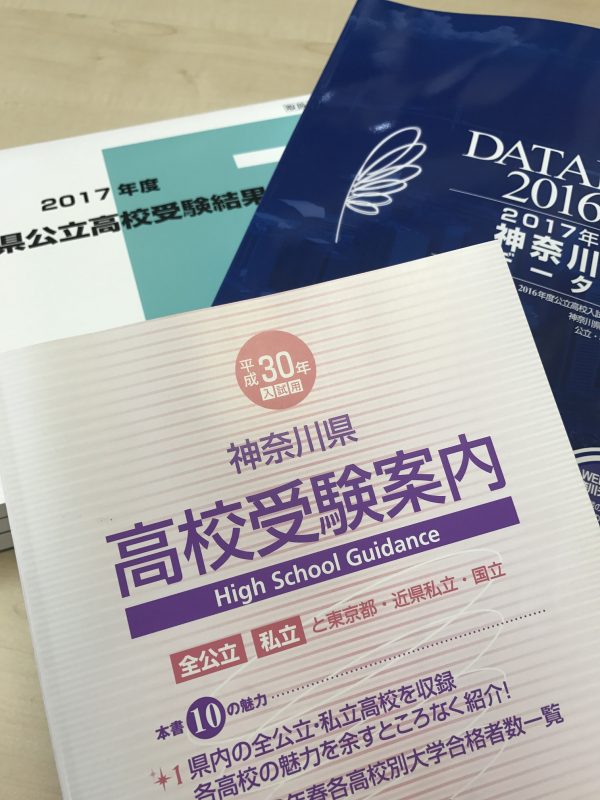 2017年度
県公立高校受験結果
DATA
2016
2017年
神奈川
データ
2016年度公立高校入試
神奈川県
公立・
平成30年
入試用
神奈川県
高校受験案内
High School Guidance
全公立 私立 と東京都・近県私立・国立
本書10の魅力
1 県内の全公立・私立高校を収録
各高校の魅力を余すところなく紹介!
年春各高校別大学合格者数一覧